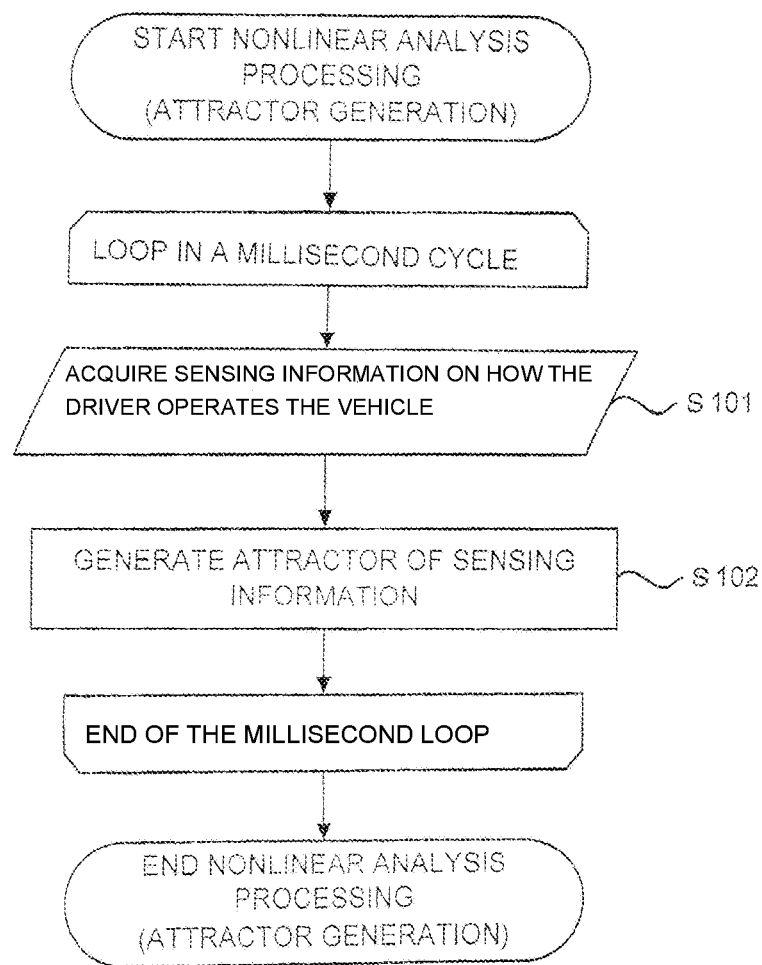 START NONLINEAR ANALYSIS
PROCESSING
(ATTRACTOR GENERATION)
LOOP IN A MILLISECOND CYCLE
ACQUIRE SENSING INFORMATION ON HOW THE
DRIVER OPERATES THE VEHICLE
S 101
GENERATE ATTRACTOR OF SENSING
INFORMATION
S 102
END OF THE MILLISECOND LOOP
END NONLINEAR ANALYSIS
PROCESSING
(ATTRACTOR GENERATION)